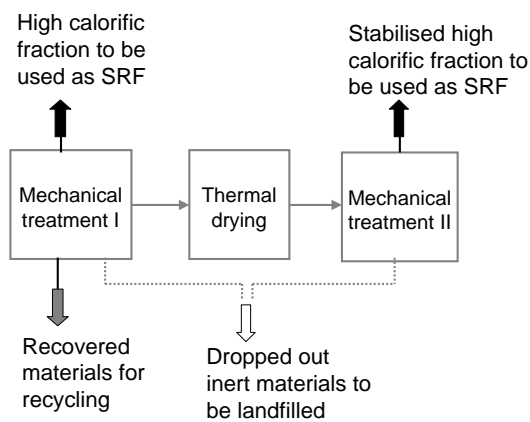 High calorific
fraction to be
used as SRF
Stabilised high
calorific fraction to
be used as SRF
Mechanical
treatment I
Thermal
drying
Mechanical
treatment II
Recovered
materials for
recycling
Dropped out
inert materials to
be landfilled